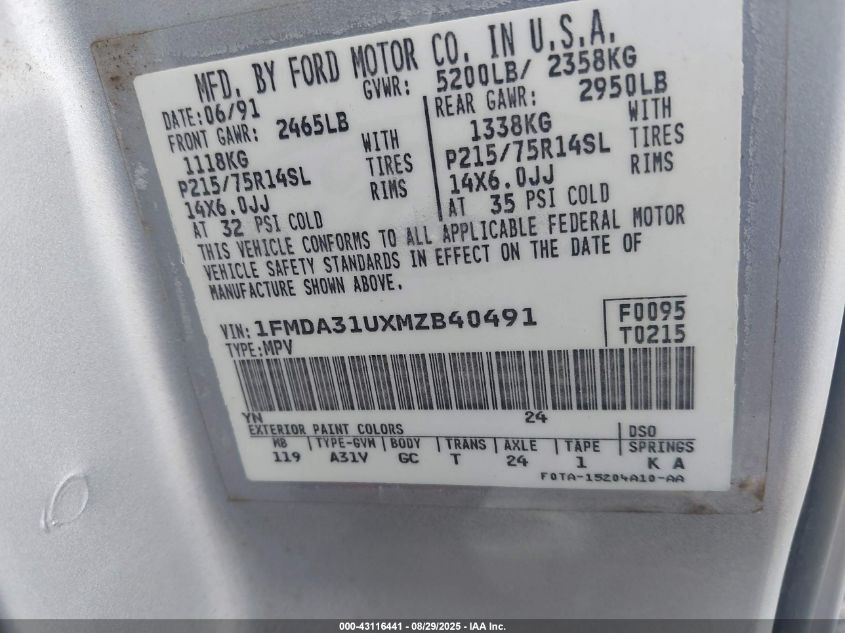 MFD. BY FORD MOTOR CO. IN U.S.A.
DATE: 06/91 GVWR: 5200LB/ 2358KG
FRONT GAWR: 2465LB REAR GAWR: 2950LB
1118KG WITH 1338KG WITH
P215/75R14SL TIRES P215/75R14SL TIRES
14X6.0JJ RIMS 14X6.0JJ RIMS
AT 32 PSI COLD AT 35 PSI COLD
THIS VEHICLE CONFORMS TO ALL APPLICABLE FEDERAL MOTOR
VEHICLE SAFETY STANDARDS IN EFFECT ON THE DATE OF
MANUFACTURE SHOWN ABOVE.
VIN: 1FMDA31UXMZB40491 F0095
TYPE: MPV T0215
YN 24
EXTERIOR PAINT COLORS DSO
WB TYPE-GVM BODY TRANS AXLE TAPE SPRINGS
119 A31V GC T 24 1 K A
F0TA-15204A10-AA
000-43116441 - 08/29/2025 - IAA Inc.